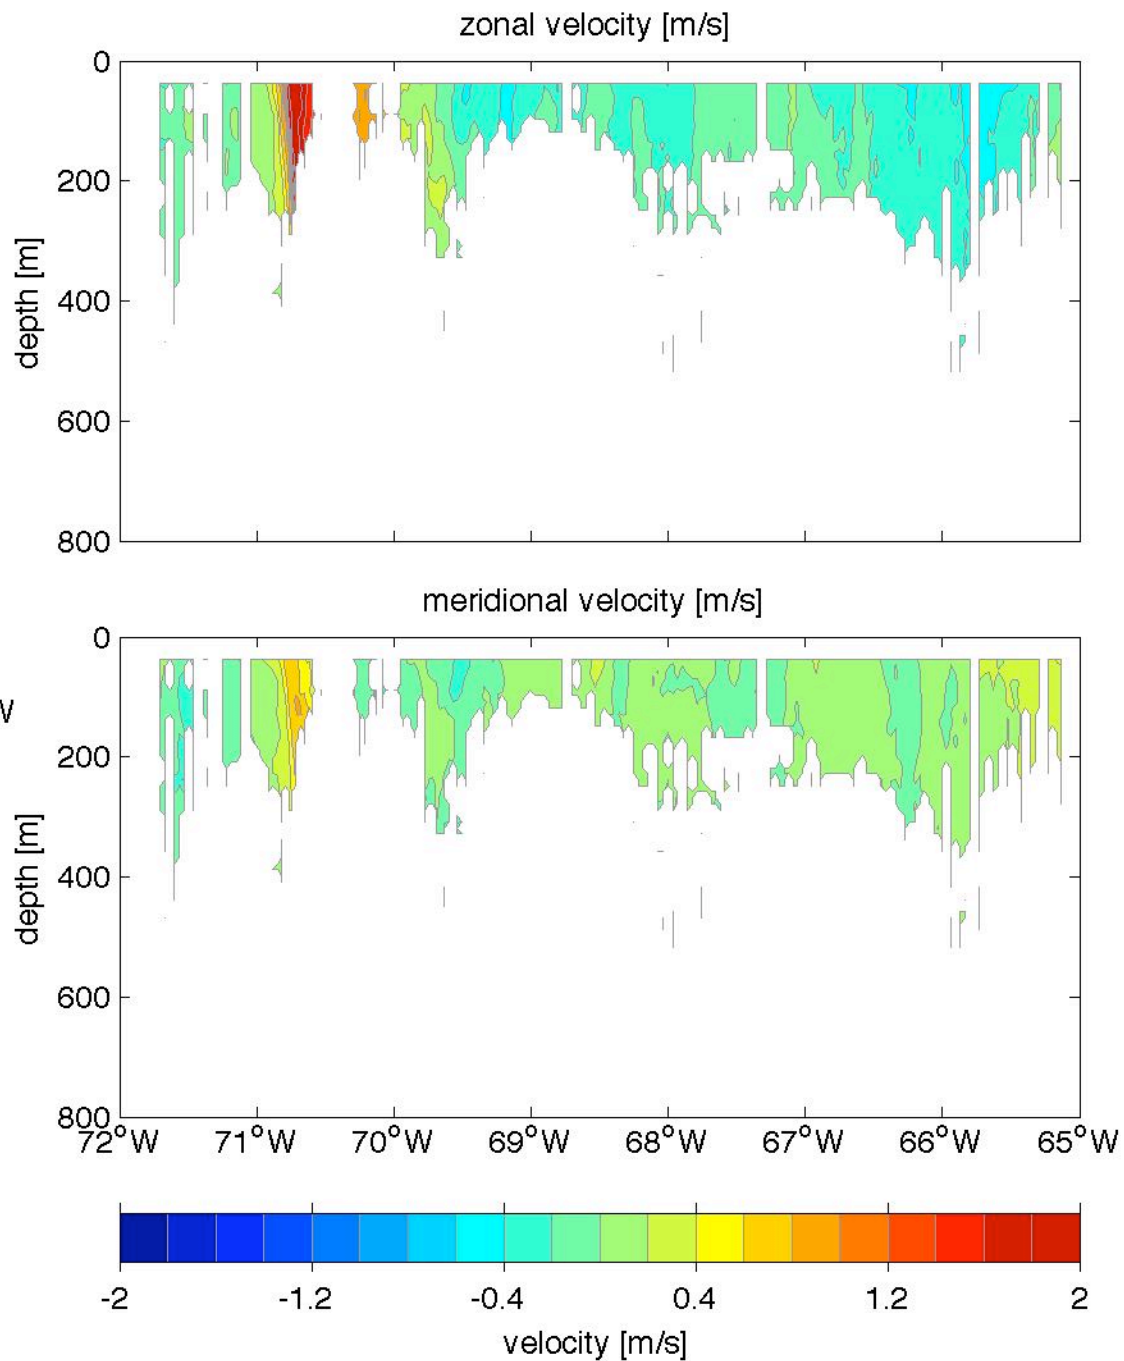 zonal velocity [m/s]
0
200
400
600
800
depth [m]
meridional velocity [m/s]
W
0
200
400
600
800
depth [m]
72°W 71°W 70°W 69°W 68°W 67°W 66°W 65°W
-2 -1.2 -0.4 0.4 1.2 2
velocity [m/s]